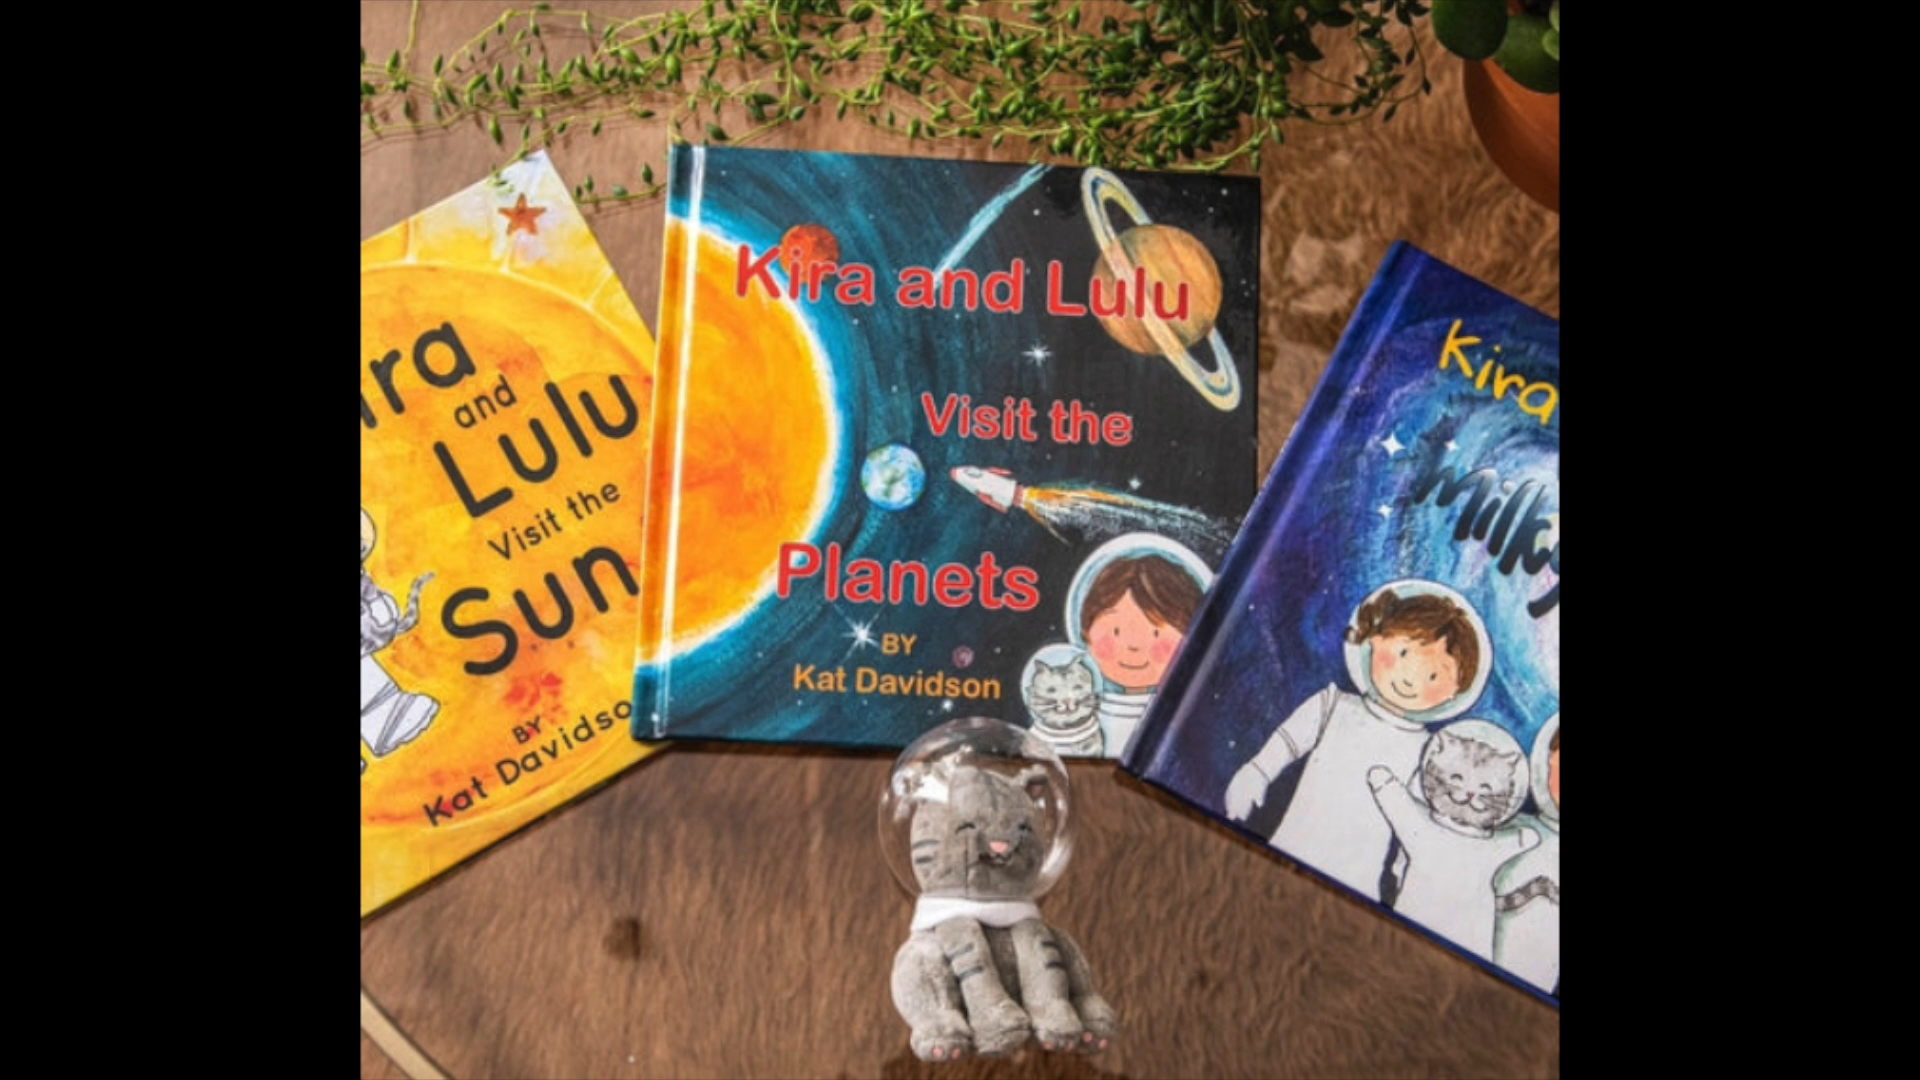 ira
and
Lulu
Visit the
Sun
BY
Kat Davidso
Kira and Lulu
Visit the
Planets
BY
Kat Davidson
Kira
Milky